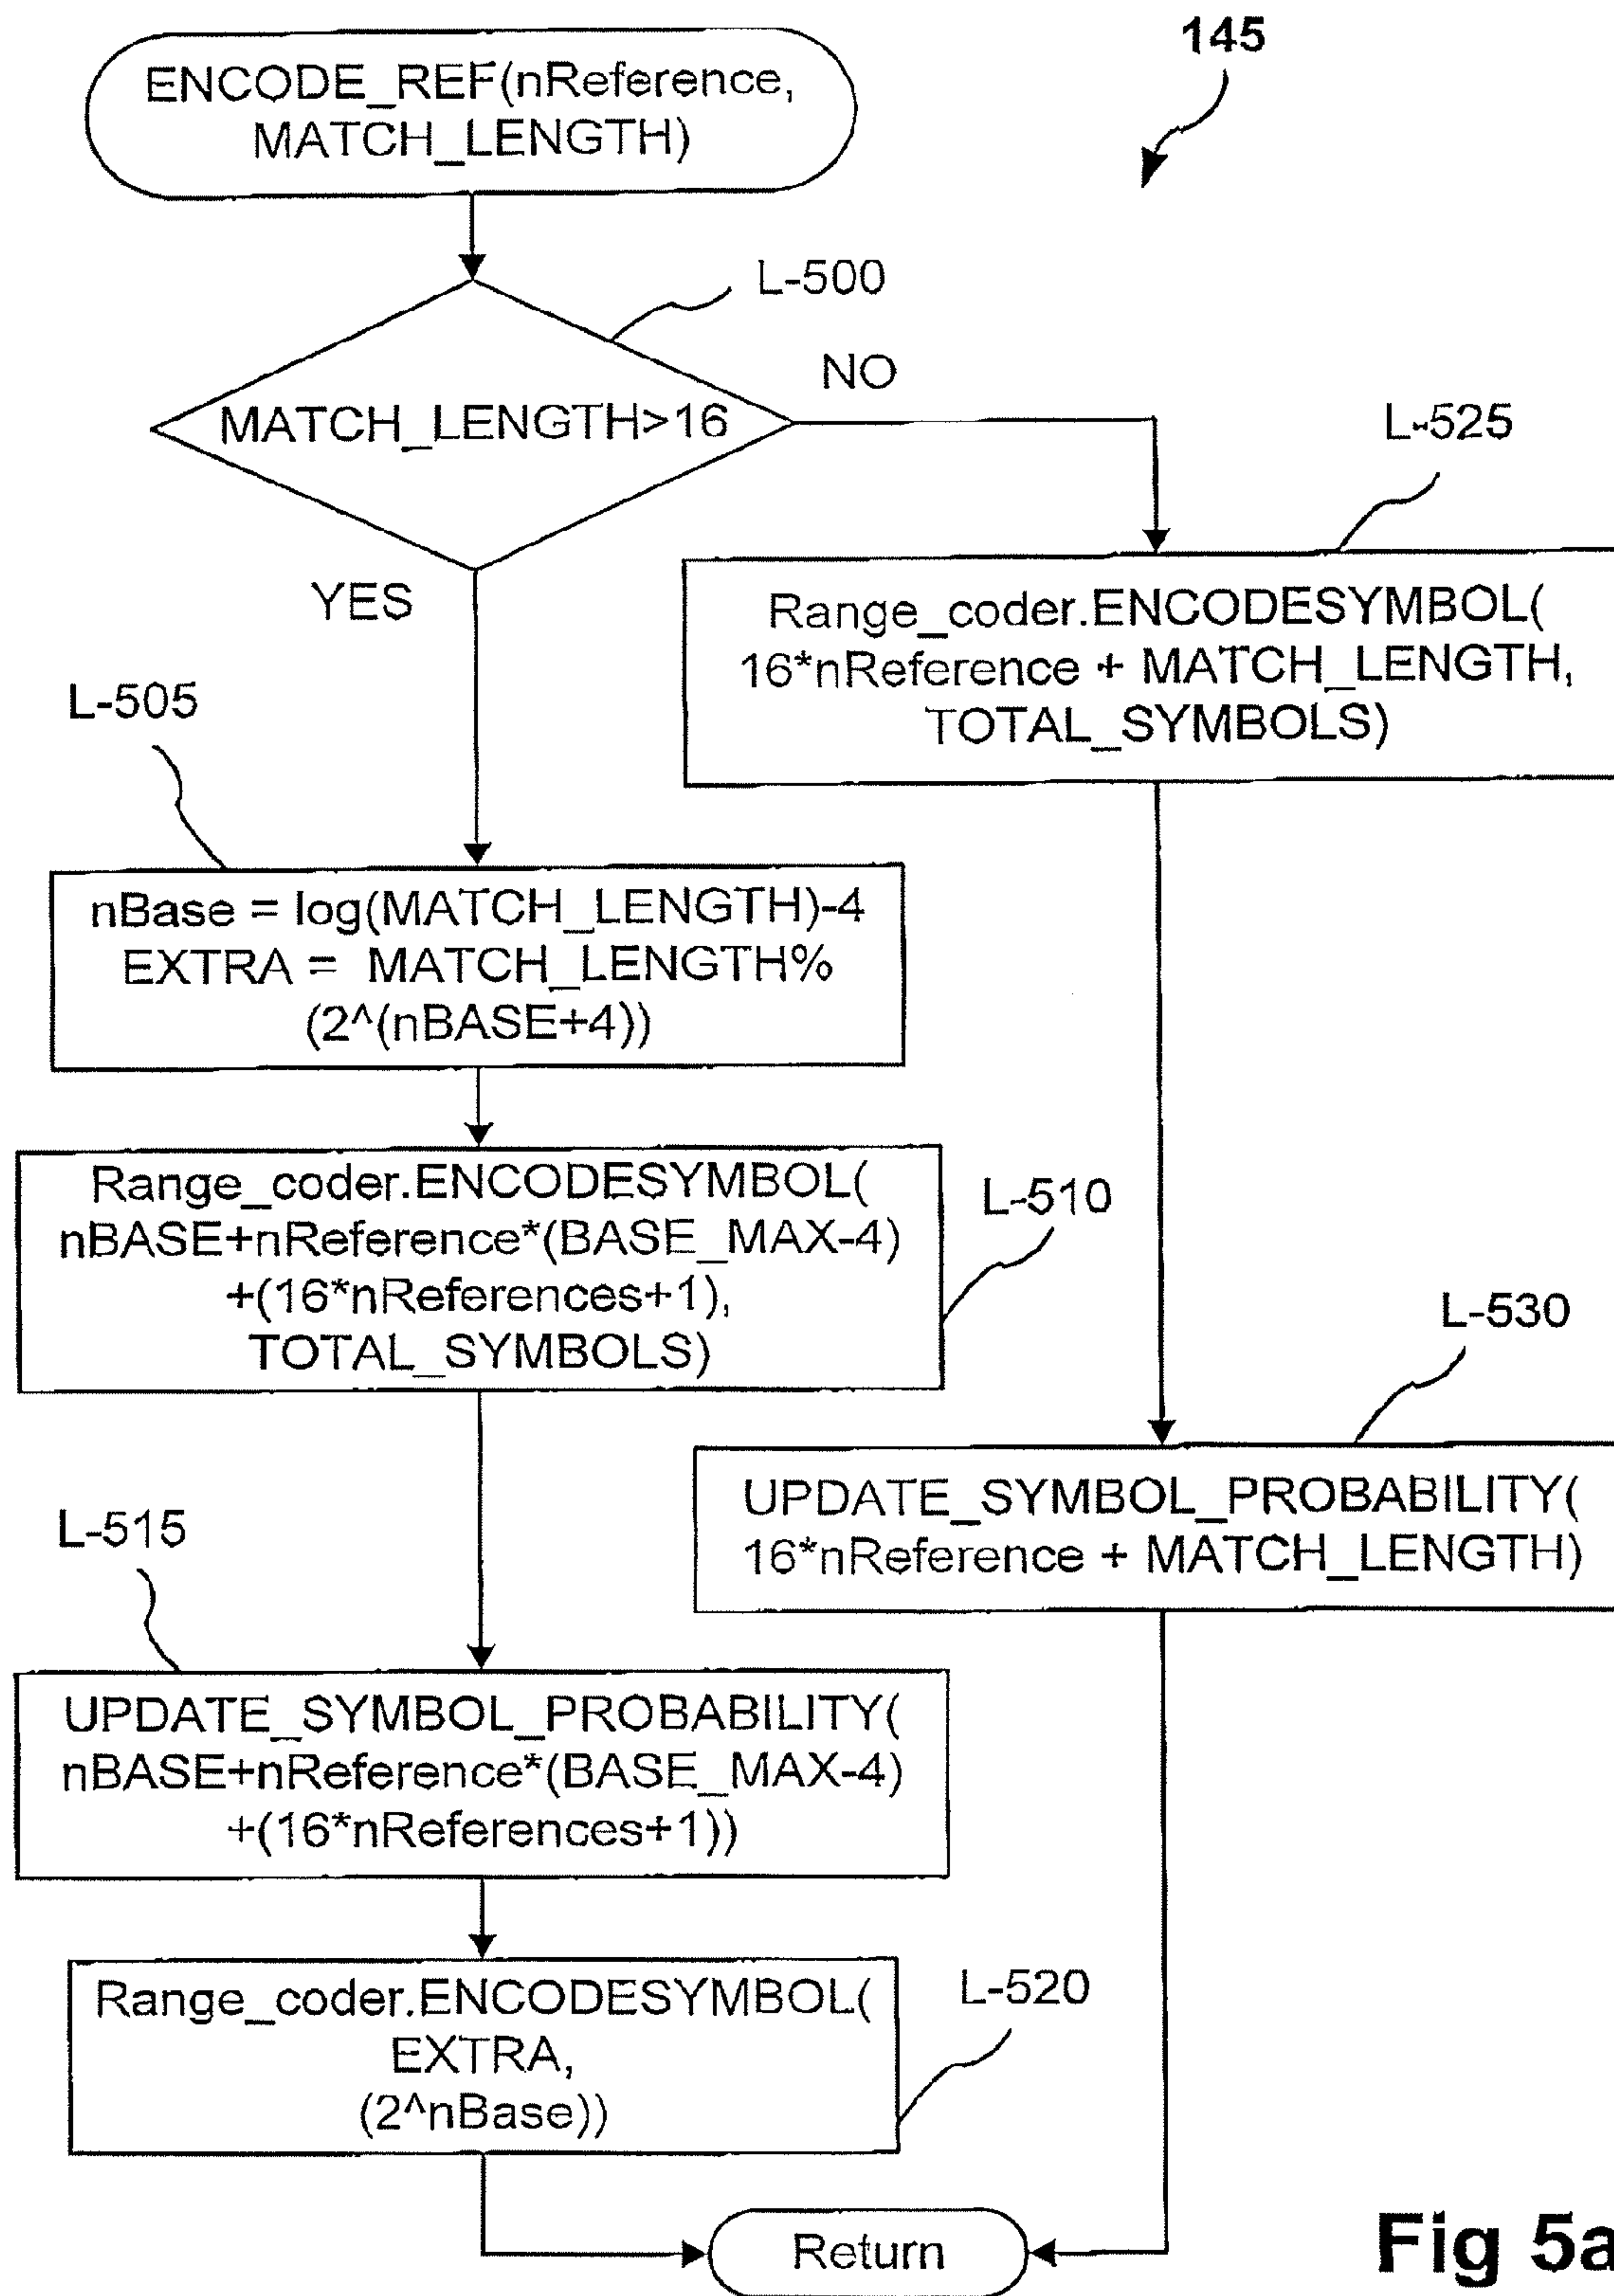 145
ENCODE_REF(nReference,
MATCH_LENGTH)
L-500
MATCH_LENGTH>16
NO
YES
L-525
Range_coder.ENCODESYMBOL(
16*nReference + MATCH_LENGTH,
TOTAL_SYMBOLS)
L-505
nBase = log(MATCH_LENGTH)-4
EXTRA = MATCH_LENGTH%
(2^(nBASE+4))
Range_coder.ENCODESYMBOL(
nBASE+nReference*(BASE_MAX-4)
+(16*nReferences+1),
TOTAL_SYMBOLS)
L-510
L-530
UPDATE_SYMBOL_PROBABILITY(
16*nReference + MATCH_LENGTH)
L-515
UPDATE_SYMBOL_PROBABILITY(
nBASE+nReference*(BASE_MAX-4)
+(16*nReferences+1))
Range_coder.ENCODESYMBOL(
EXTRA,
(2^nBase))
L-520
Return
Fig 5a